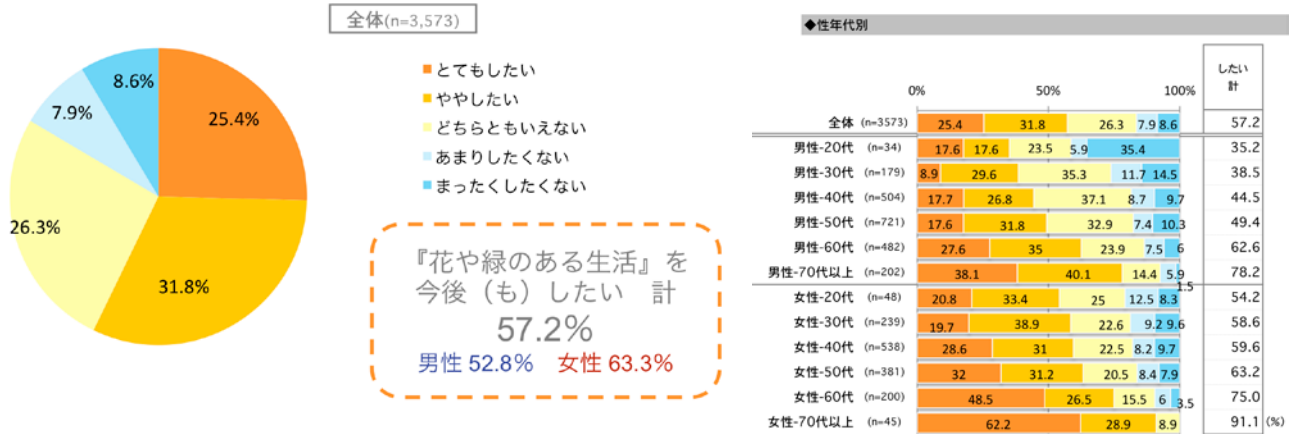 全体(n=3,573)
8.6%
7.9%
25.4%
26.3%
31.8%
とてもしたい
ややしたい
どちらともいえない
あまりしたくない
まったくしたくない
『花や緑のある生活』を
今後（も）したい　計
57.2%
男性 52.8%　女性 63.3%
◆性年代別
したい
計
0% 50% 100%
全体 (n=3573) 25.4 31.8 26.3 7.9 8.6 57.2
男性-20代 (n=34) 17.6 17.6 23.5 5.9 35.4 35.2
男性-30代 (n=179) 8.9 29.6 35.3 11.7 14.5 38.5
男性-40代 (n=504) 17.7 26.8 37.1 8.7 9.7 44.5
男性-50代 (n=721) 17.6 31.8 32.9 7.4 10.3 49.4
男性-60代 (n=482) 27.6 35 23.9 7.5 6 62.6
男性-70代以上 (n=202) 38.1 40.1 14.4 5.9 1.5 78.2
女性-20代 (n=48) 20.8 33.4 25 12.5 8.3 54.2
女性-30代 (n=239) 19.7 38.9 22.6 9.2 9.6 58.6
女性-40代 (n=538) 28.6 31 22.5 8.2 9.7 59.6
女性-50代 (n=381) 32 31.2 20.5 8.4 7.9 63.2
女性-60代 (n=200) 48.5 26.5 15.5 6 3.5 75.0
女性-70代以上 (n=45) 62.2 28.9 8.9 91.1 (%)